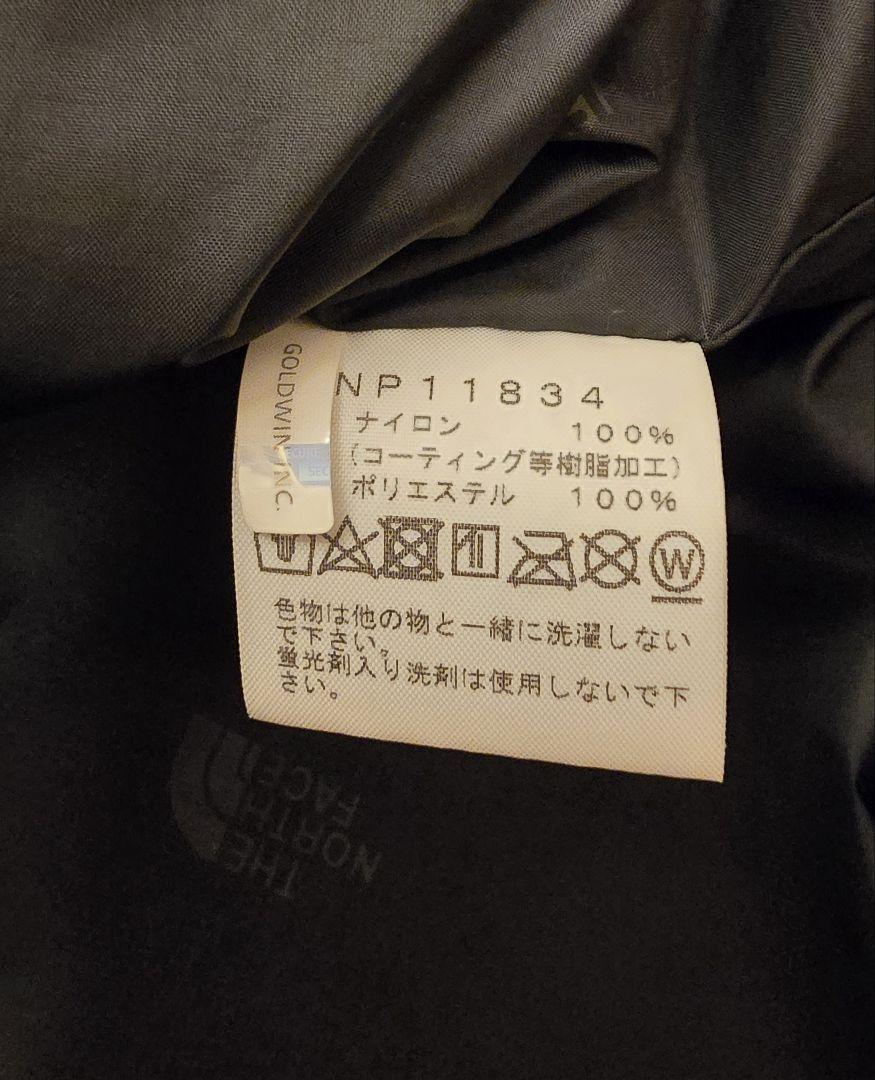 GOLDWIN INC.
NP11834
ナイロン 100%
(コーティング等樹脂加工)
ポリエステル 100%
W
色物は他の物と一緒に洗濯しない
で下さい。
蛍光剤入り洗剤は使用しないで下
さい。
THE
NORTH
FACE